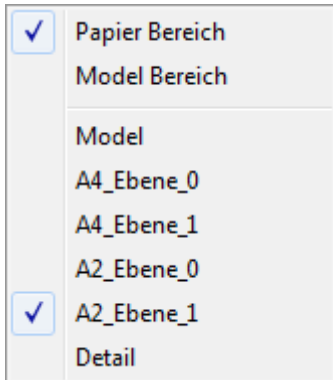 Papier Bereich
Model Bereich
Model
A4_Ebene_0
A4_Ebene_1
A2_Ebene_0
A2_Ebene_1
Detail